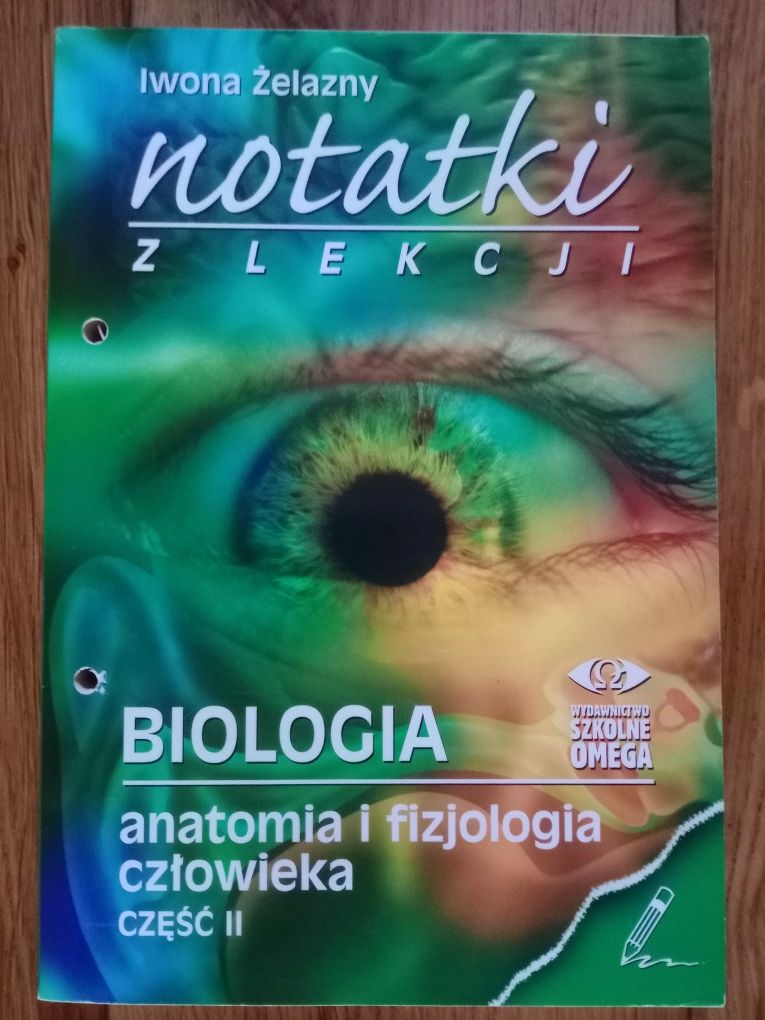 Iwona Żelazny
notatki
Z LEKCJI
BIOLOGIA
Ω
WYDAWNICTWO
SZKOLNE
OMEGA
anatomia i fizjologia
człowieka
CZĘŚĆ II